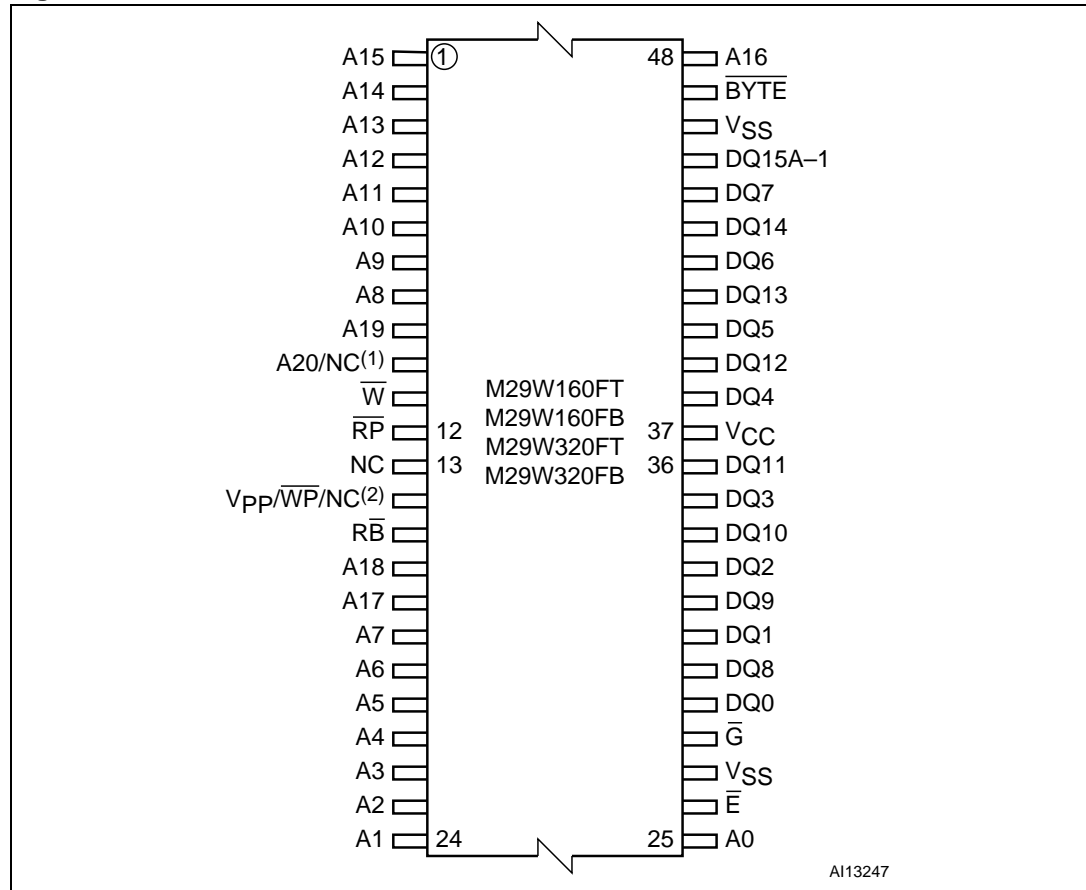 A15 ① 48 A16
A14 B̅Y̅T̅E̅
A13 VSS
A12 DQ15A–1
A11 DQ7
A10 DQ14
A9 DQ6
A8 DQ13
A19 DQ5
A20/NC(1) DQ12
W̅ DQ4
R̅P̅ 12 37 VCC
NC 13 36 DQ11
VPP/W̅P̅/NC(2) DQ3
RB̅ DQ10
A18 DQ2
A17 DQ9
A7 DQ1
A6 DQ8
A5 DQ0
A4 G̅
A3 VSS
A2 E̅
A1 24 25 A0
M29W160FT
M29W160FB
M29W320FT
M29W320FB
AI13247